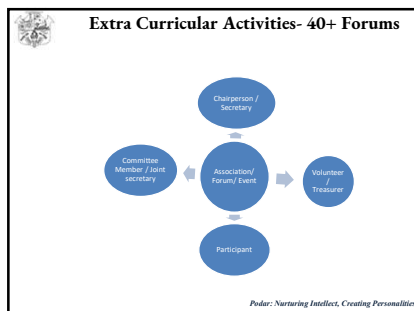 Extra Curricular Activities- 40+ Forums
Chairperson /
Secretary
Committee
Member / Joint
secretary
Association/
Forum/ Event
Volunteer
/
Treasurer
Participant
Podar: Nurturing Intellect, Creating Personalities